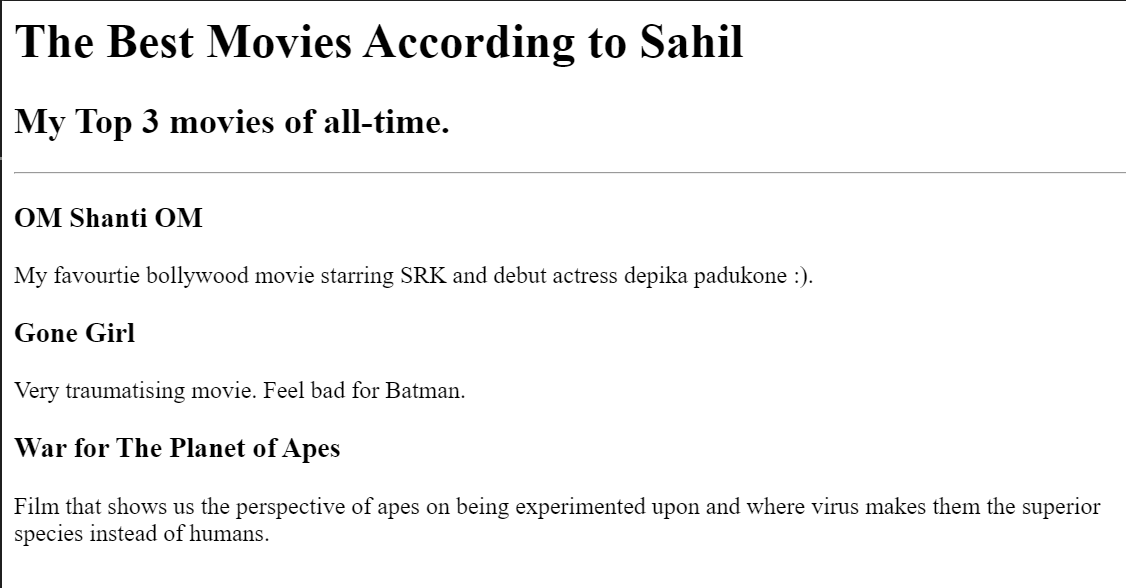 The Best Movies According to Sahil
My Top 3 movies of all-time.
OM Shanti OM
My favourtie bollywood movie starring SRK and debut actress depika padukone :).
Gone Girl
Very traumatising movie. Feel bad for Batman.
War for The Planet of Apes
Film that shows us the perspective of apes on being experimented upon and where virus makes them the superior
species instead of humans.